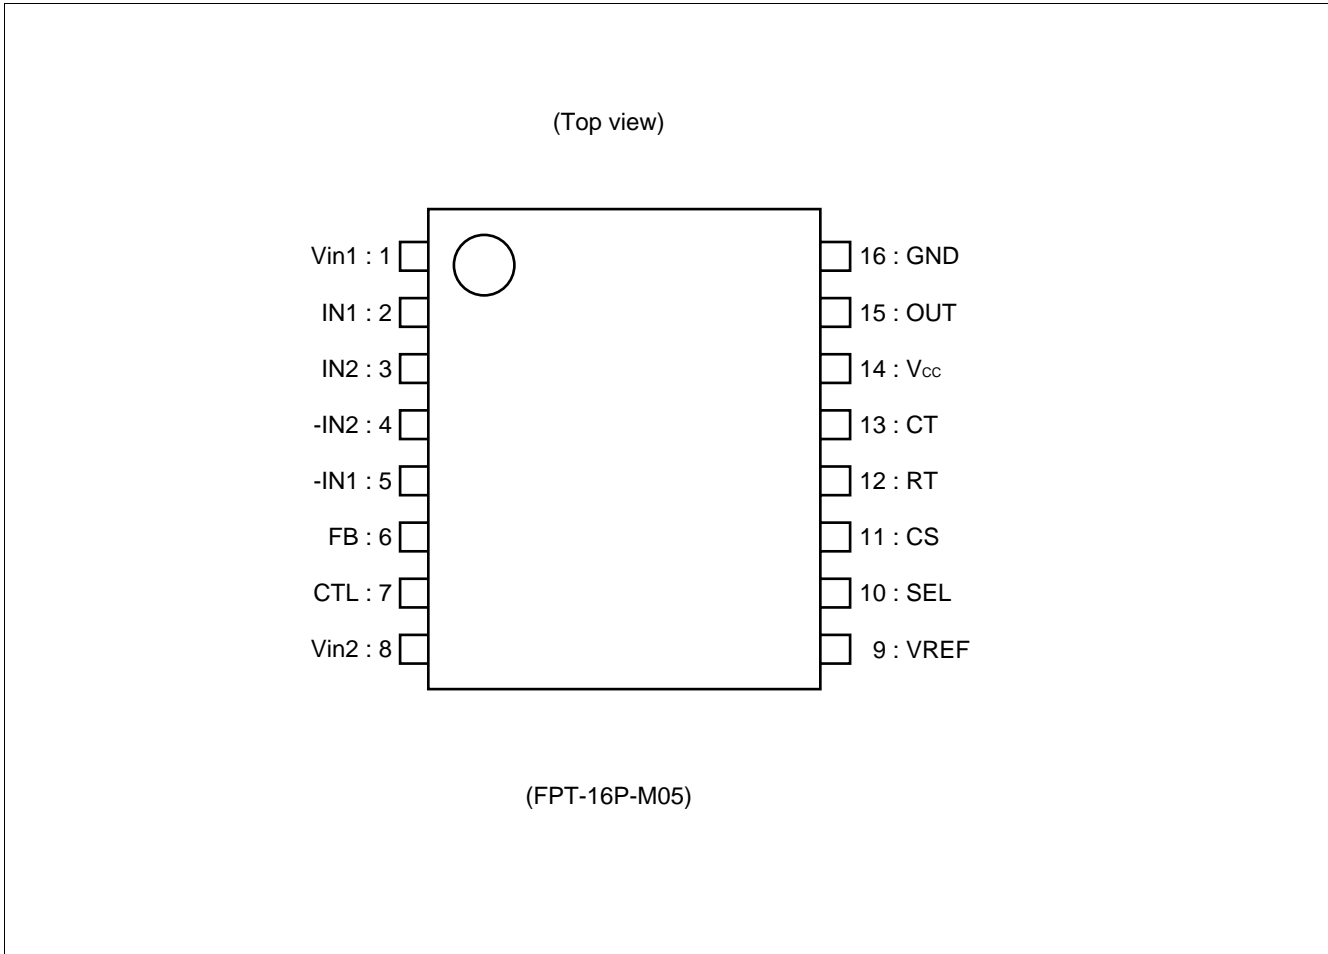 (Top view)
Vin1 : 1
16 : GND
IN1 : 2
15 : OUT
IN2 : 3
14 : VCC
-IN2 : 4
13 : CT
-IN1 : 5
12 : RT
FB : 6
11 : CS
CTL : 7
10 : SEL
Vin2 : 8
9 : VREF
(FPT-16P-M05)